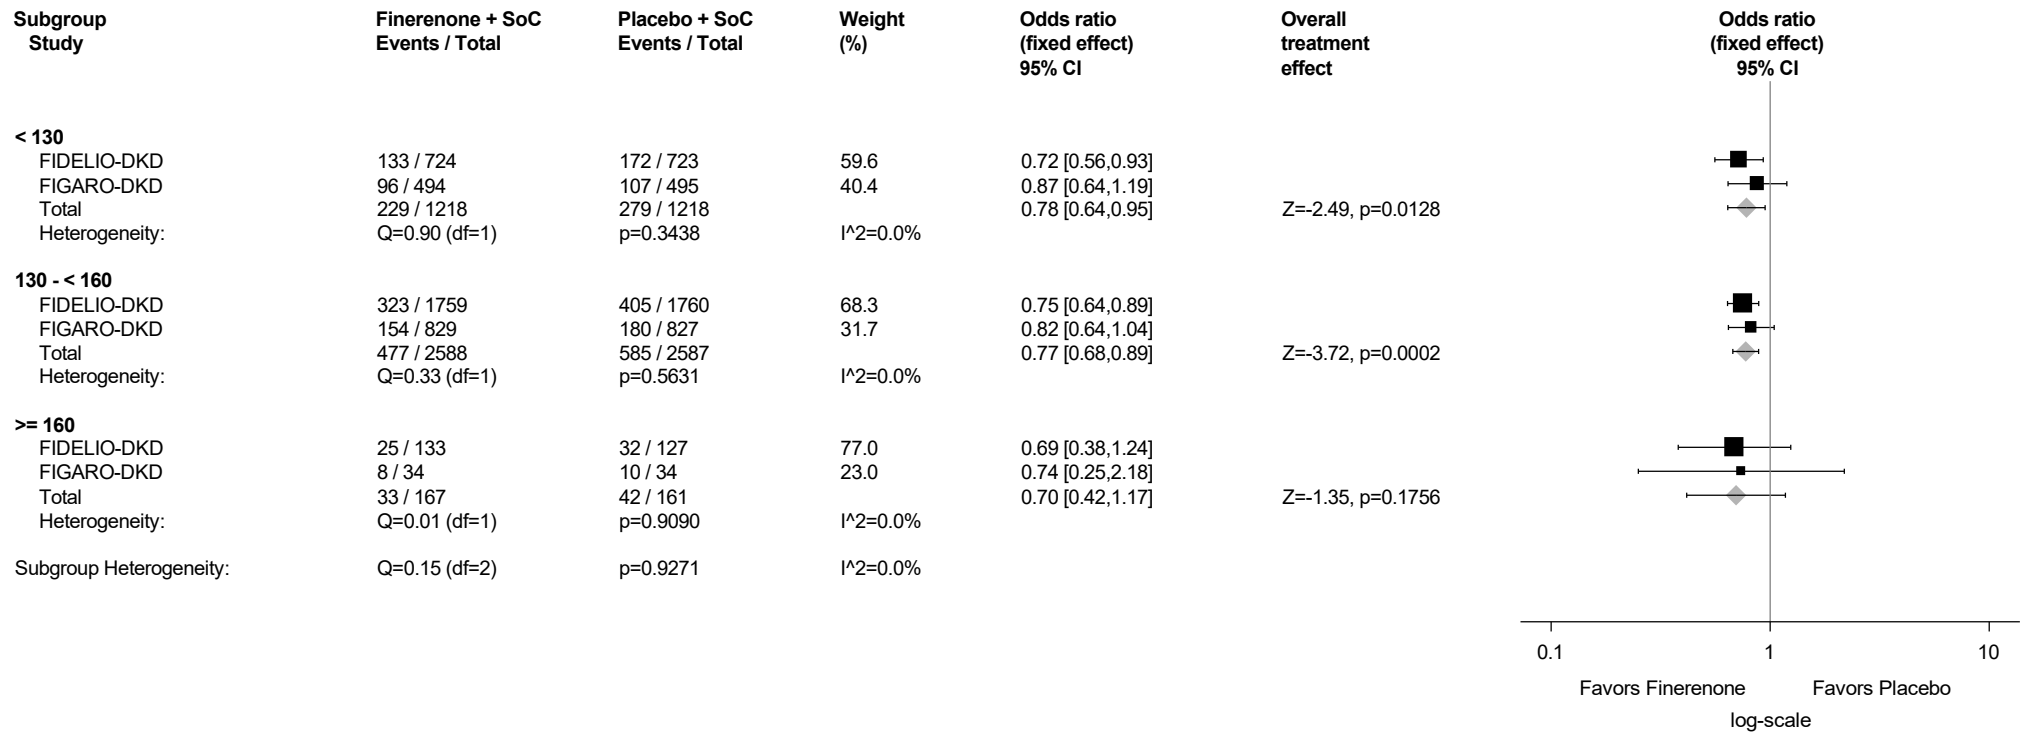 Subgroup Finerenone + SoC Placebo + SoC Weight Odds ratio Overall Odds ratio
Study Events / Total Events / Total (%) (fixed effect) treatment (fixed effect)
95% CI effect 95% CI
< 130
FIDELIO-DKD 133 / 724 172 / 723 59.6 0.72 [0.56,0.93]
FIGARO-DKD 96 / 494 107 / 495 40.4 0.87 [0.64,1.19]
Total 229 / 1218 279 / 1218 0.78 [0.64,0.95] Z=-2.49, p=0.0128
Heterogeneity: Q=0.90 (df=1) p=0.3438 I^2=0.0%
130 - < 160
FIDELIO-DKD 323 / 1759 405 / 1760 68.3 0.75 [0.64,0.89]
FIGARO-DKD 154 / 829 180 / 827 31.7 0.82 [0.64,1.04]
Total 477 / 2588 585 / 2587 0.77 [0.68,0.89] Z=-3.72, p=0.0002
Heterogeneity: Q=0.33 (df=1) p=0.5631 I^2=0.0%
>= 160
FIDELIO-DKD 25 / 133 32 / 127 77.0 0.69 [0.38,1.24]
FIGARO-DKD 8 / 34 10 / 34 23.0 0.74 [0.25,2.18]
Total 33 / 167 42 / 161 0.70 [0.42,1.17] Z=-1.35, p=0.1756
Heterogeneity: Q=0.01 (df=1) p=0.9090 I^2=0.0%
Subgroup Heterogeneity: Q=0.15 (df=2) p=0.9271 I^2=0.0%
0.1 1 10
Favors Finerenone Favors Placebo
log-scale